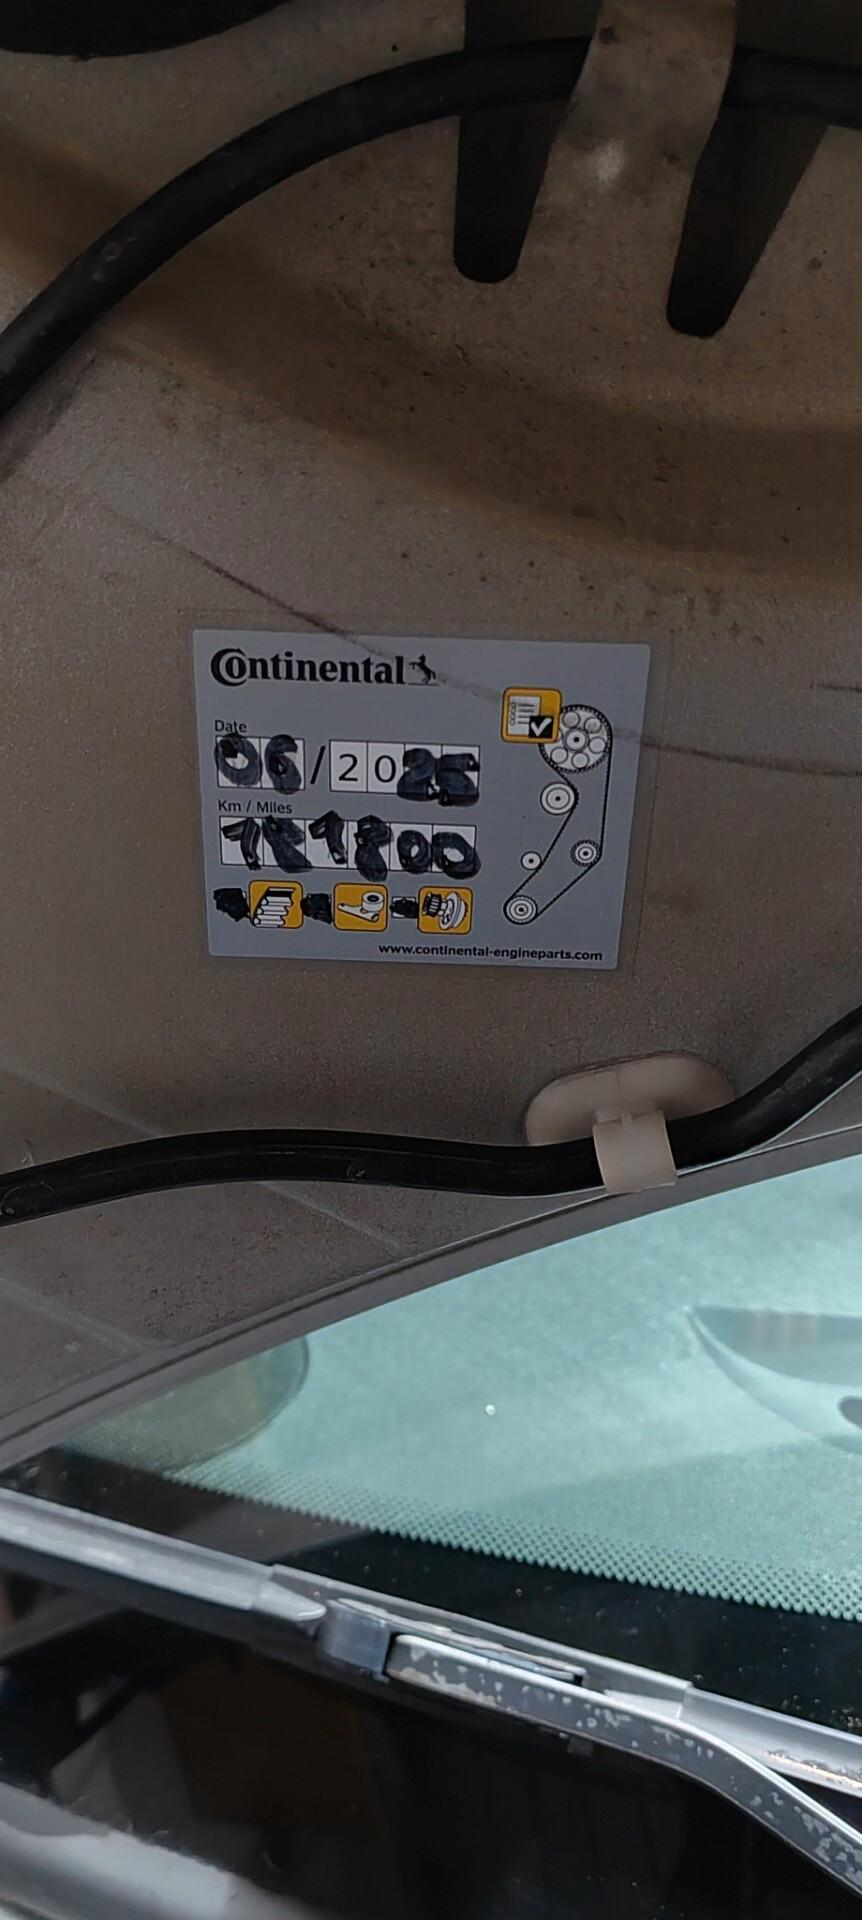 Continental
Date
06/2025
Km / Miles
www.continental-engineparts.com